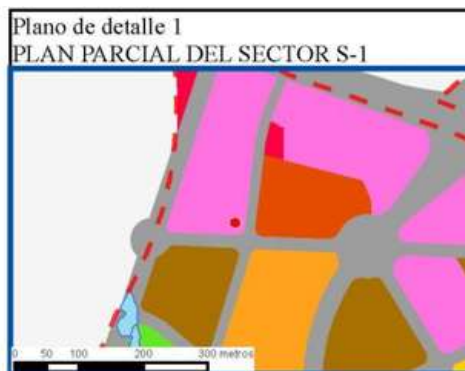 Plano de detalle 1
PLAN PARCIAL DEL SECTOR S-1
0 50 100 200 300 metros